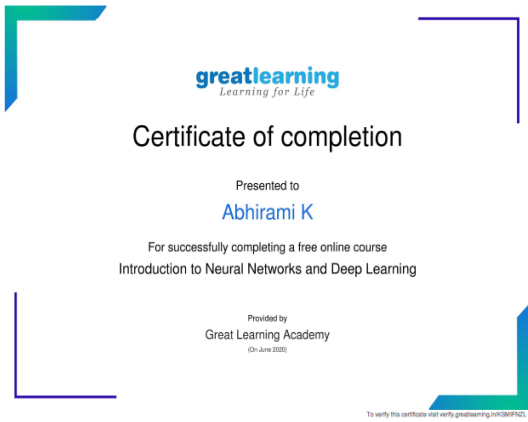 greatlearning
Learning for Life
Certificate of completion
Presented to
Abhirami K
For successfully completing a free online course
Introduction to Neural Networks and Deep Learning
Provided by
Great Learning Academy
(On June 2020)
To verify this certificate visit verify.greatlearning.in/KSMIFNZL